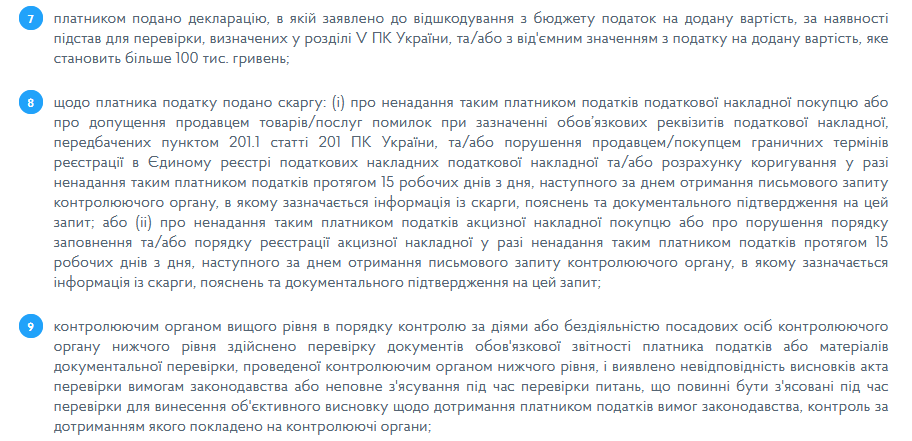 7 платником подано декларацію, в якій заявлено до відшкодування з бюджету податок на додану вартість, за наявності
підстав для перевірки, визначених у розділі V ПК України, та/або з від'ємним значенням з податку на додану вартість, яке
становить більше 100 тис. гривень;
8 щодо платника податку подано скаргу: (і) про ненадання таким платником податків податкової накладної покупцю або
про допущення продавцем товарів/послуг помилок при зазначенні обов’язкових реквізитів податкової накладної,
передбачених пунктом 201.1 статті 201 ПК України, та/або порушення продавцем/покупцем граничних термінів
реєстрації в Єдиному реєстрі податкових накладних податкової накладної та/або розрахунку коригування у разі
ненадання таким платником податків протягом 15 робочих днів з дня, наступного за днем отримання письмового запиту
контролюючого органу, в якому зазначається інформація із скарги, пояснень та документального підтвердження на цей
запит; або (іі) про ненадання таким платником податків акцизної накладної покупцю або про порушення порядку
заповнення та/або порядку реєстрації акцизної накладної у разі ненадання таким платником податків протягом 15
робочих днів з дня, наступного за днем отримання письмового запиту контролюючого органу, в якому зазначається
інформація із скарги, пояснень та документального підтвердження на цей запит;
9 контролюючим органом вищого рівня в порядку контролю за діями або бездіяльністю посадових осіб контролюючого
органу нижчого рівня здійснено перевірку документів обов'язкової звітності платника податків або матеріалів
документальної перевірки, проведеної контролюючим органом нижчого рівня, і виявлено невідповідність висновків акта
перевірки вимогам законодавства або неповне з'ясування під час перевірки питань, що повинні бути з'ясовані під час
перевірки для винесення об'єктивного висновку щодо дотримання платником податків вимог законодавства, контроль за
дотриманням якого покладено на контролюючі органи;